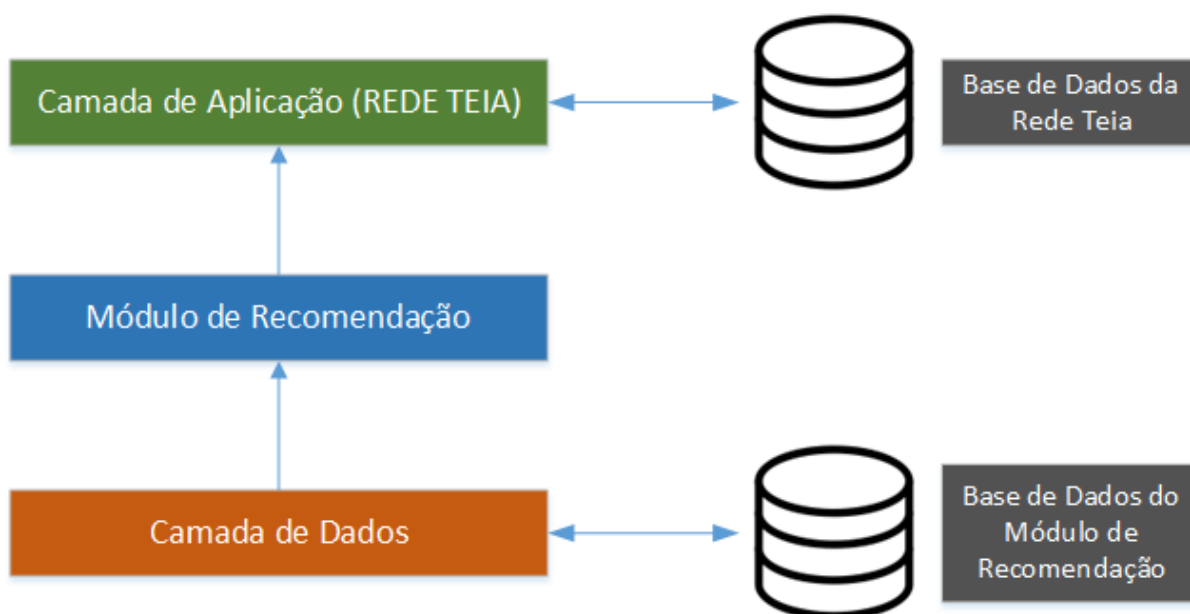 Camada de Aplicação (REDE TEIA)
Base de Dados da
Rede Teia
Módulo de Recomendação
Camada de Dados
Base de Dados do
Módulo de
Recomendação